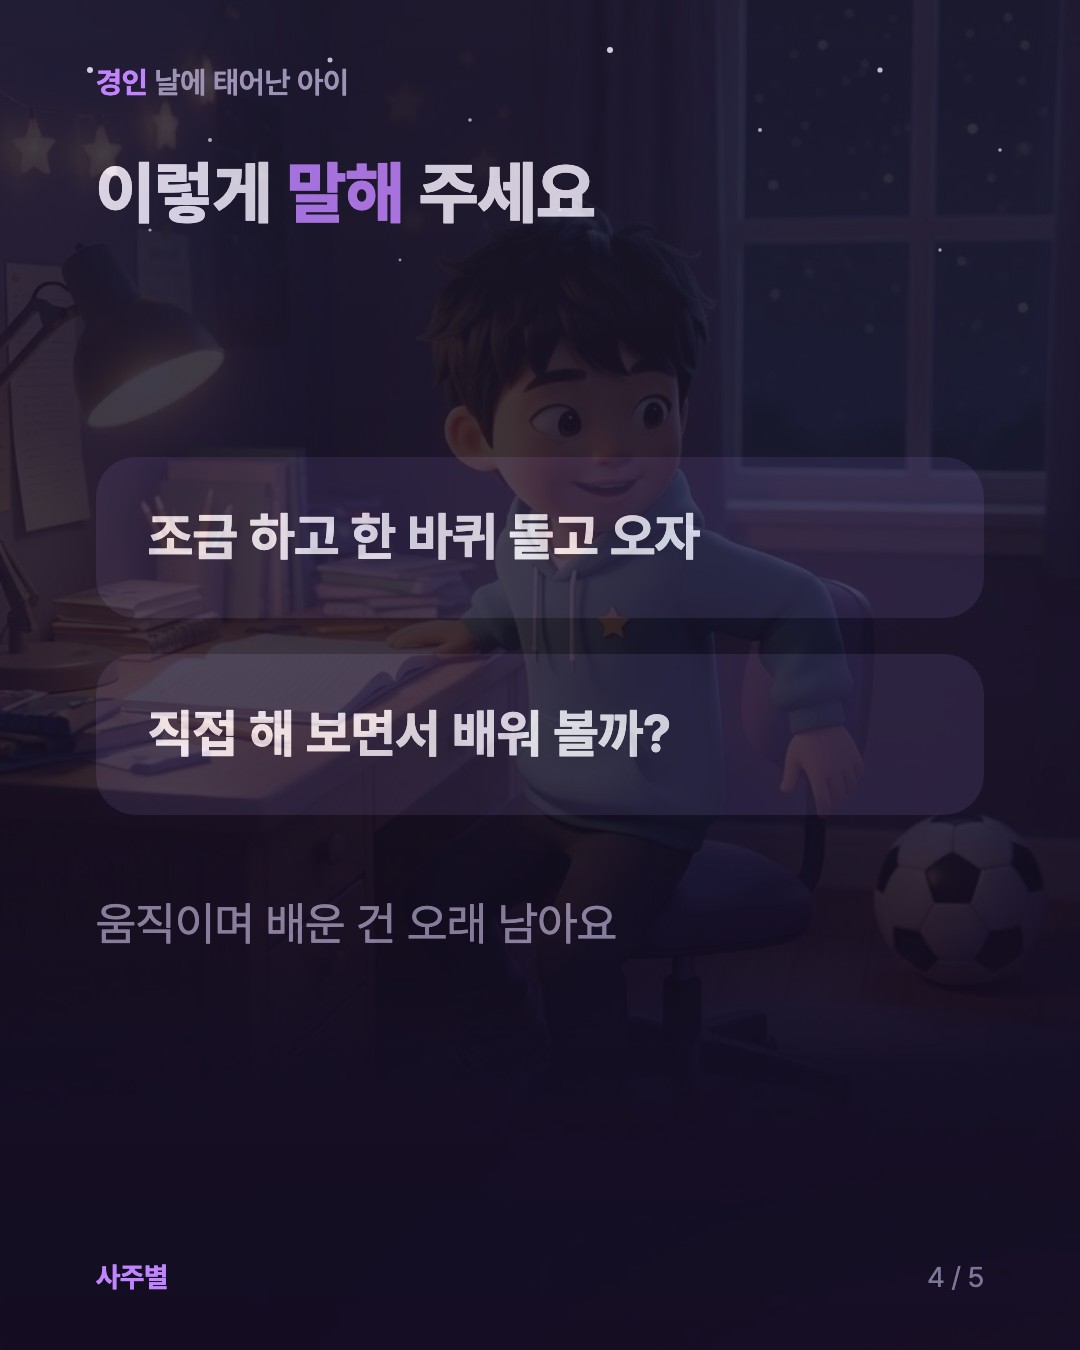 경인 날에 태어난 아이
이렇게 말해 주세요
조금 하고 한 바퀴 돌고 오자
직접 해 보면서 배워 볼까?
움직이며 배운 건 오래 남아요
사주별
4 / 5